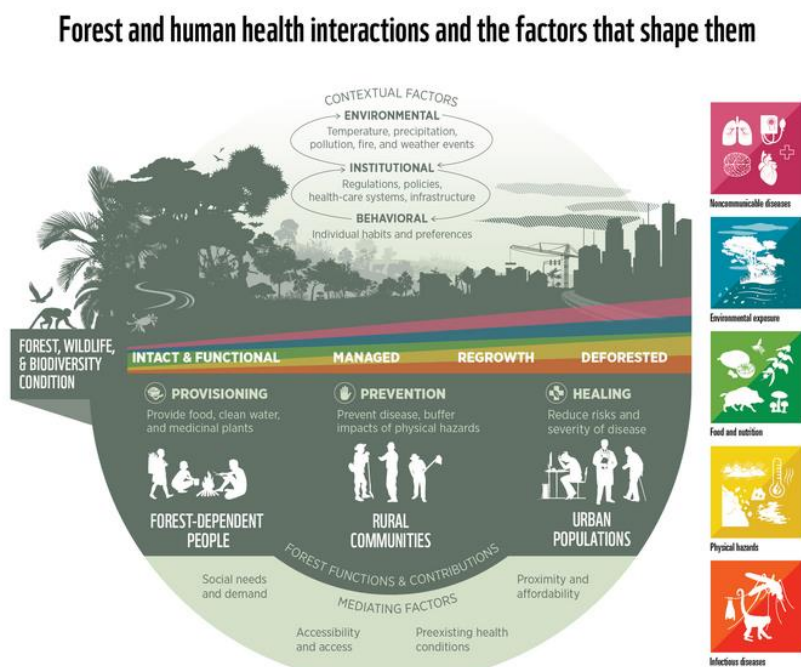 Forest and human health interactions and the factors that shape them
CONTEXTUAL FACTORS
ENVIRONMENTAL
Temperature, precipitation,
pollution, fire, and weather events
INSTITUTIONAL
Regulations, policies,
health-care systems, infrastructure
BEHAVIORAL
Individual habits and preferences
FOREST, WILDLIFE,
& BIODIVERSITY
CONDITION
INTACT & FUNCTIONAL
MANAGED
REGROWTH
DEFORESTED
PROVISIONING
Provide food, clean water,
and medicinal plants
PREVENTION
Prevent disease, buffer
impacts of physical hazards
HEALING
Reduce risks and
severity of disease
FOREST-DEPENDENT
PEOPLE
RURAL
COMMUNITIES
URBAN
POPULATIONS
FOREST FUNCTIONS & CONTRIBUTIONS
MEDIATING FACTORS
Social needs
and demand
Accessibility
and access
Preexisting health
conditions
Proximity and
affordability
Noncommunicable diseases
Environmental exposure
Food and nutrition
Physical hazards
Infectious diseases